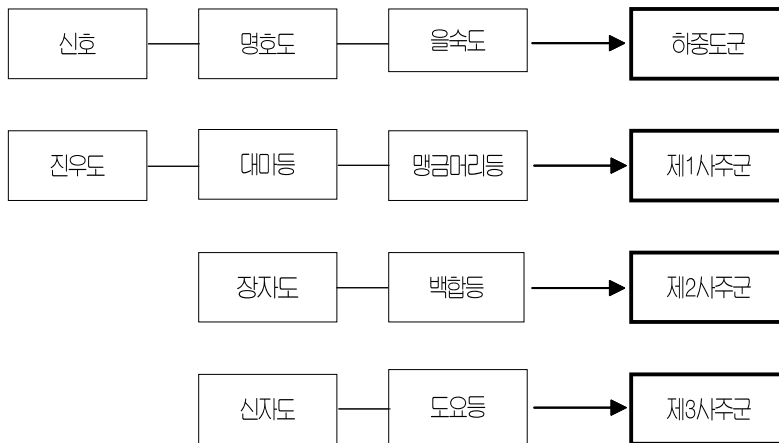 신호 명호도 을숙도 하중도군
진우도 대마등 맹금머리등 제1사주군
장자도 백합등 제2사주군
신자도 도요등 제3사주군